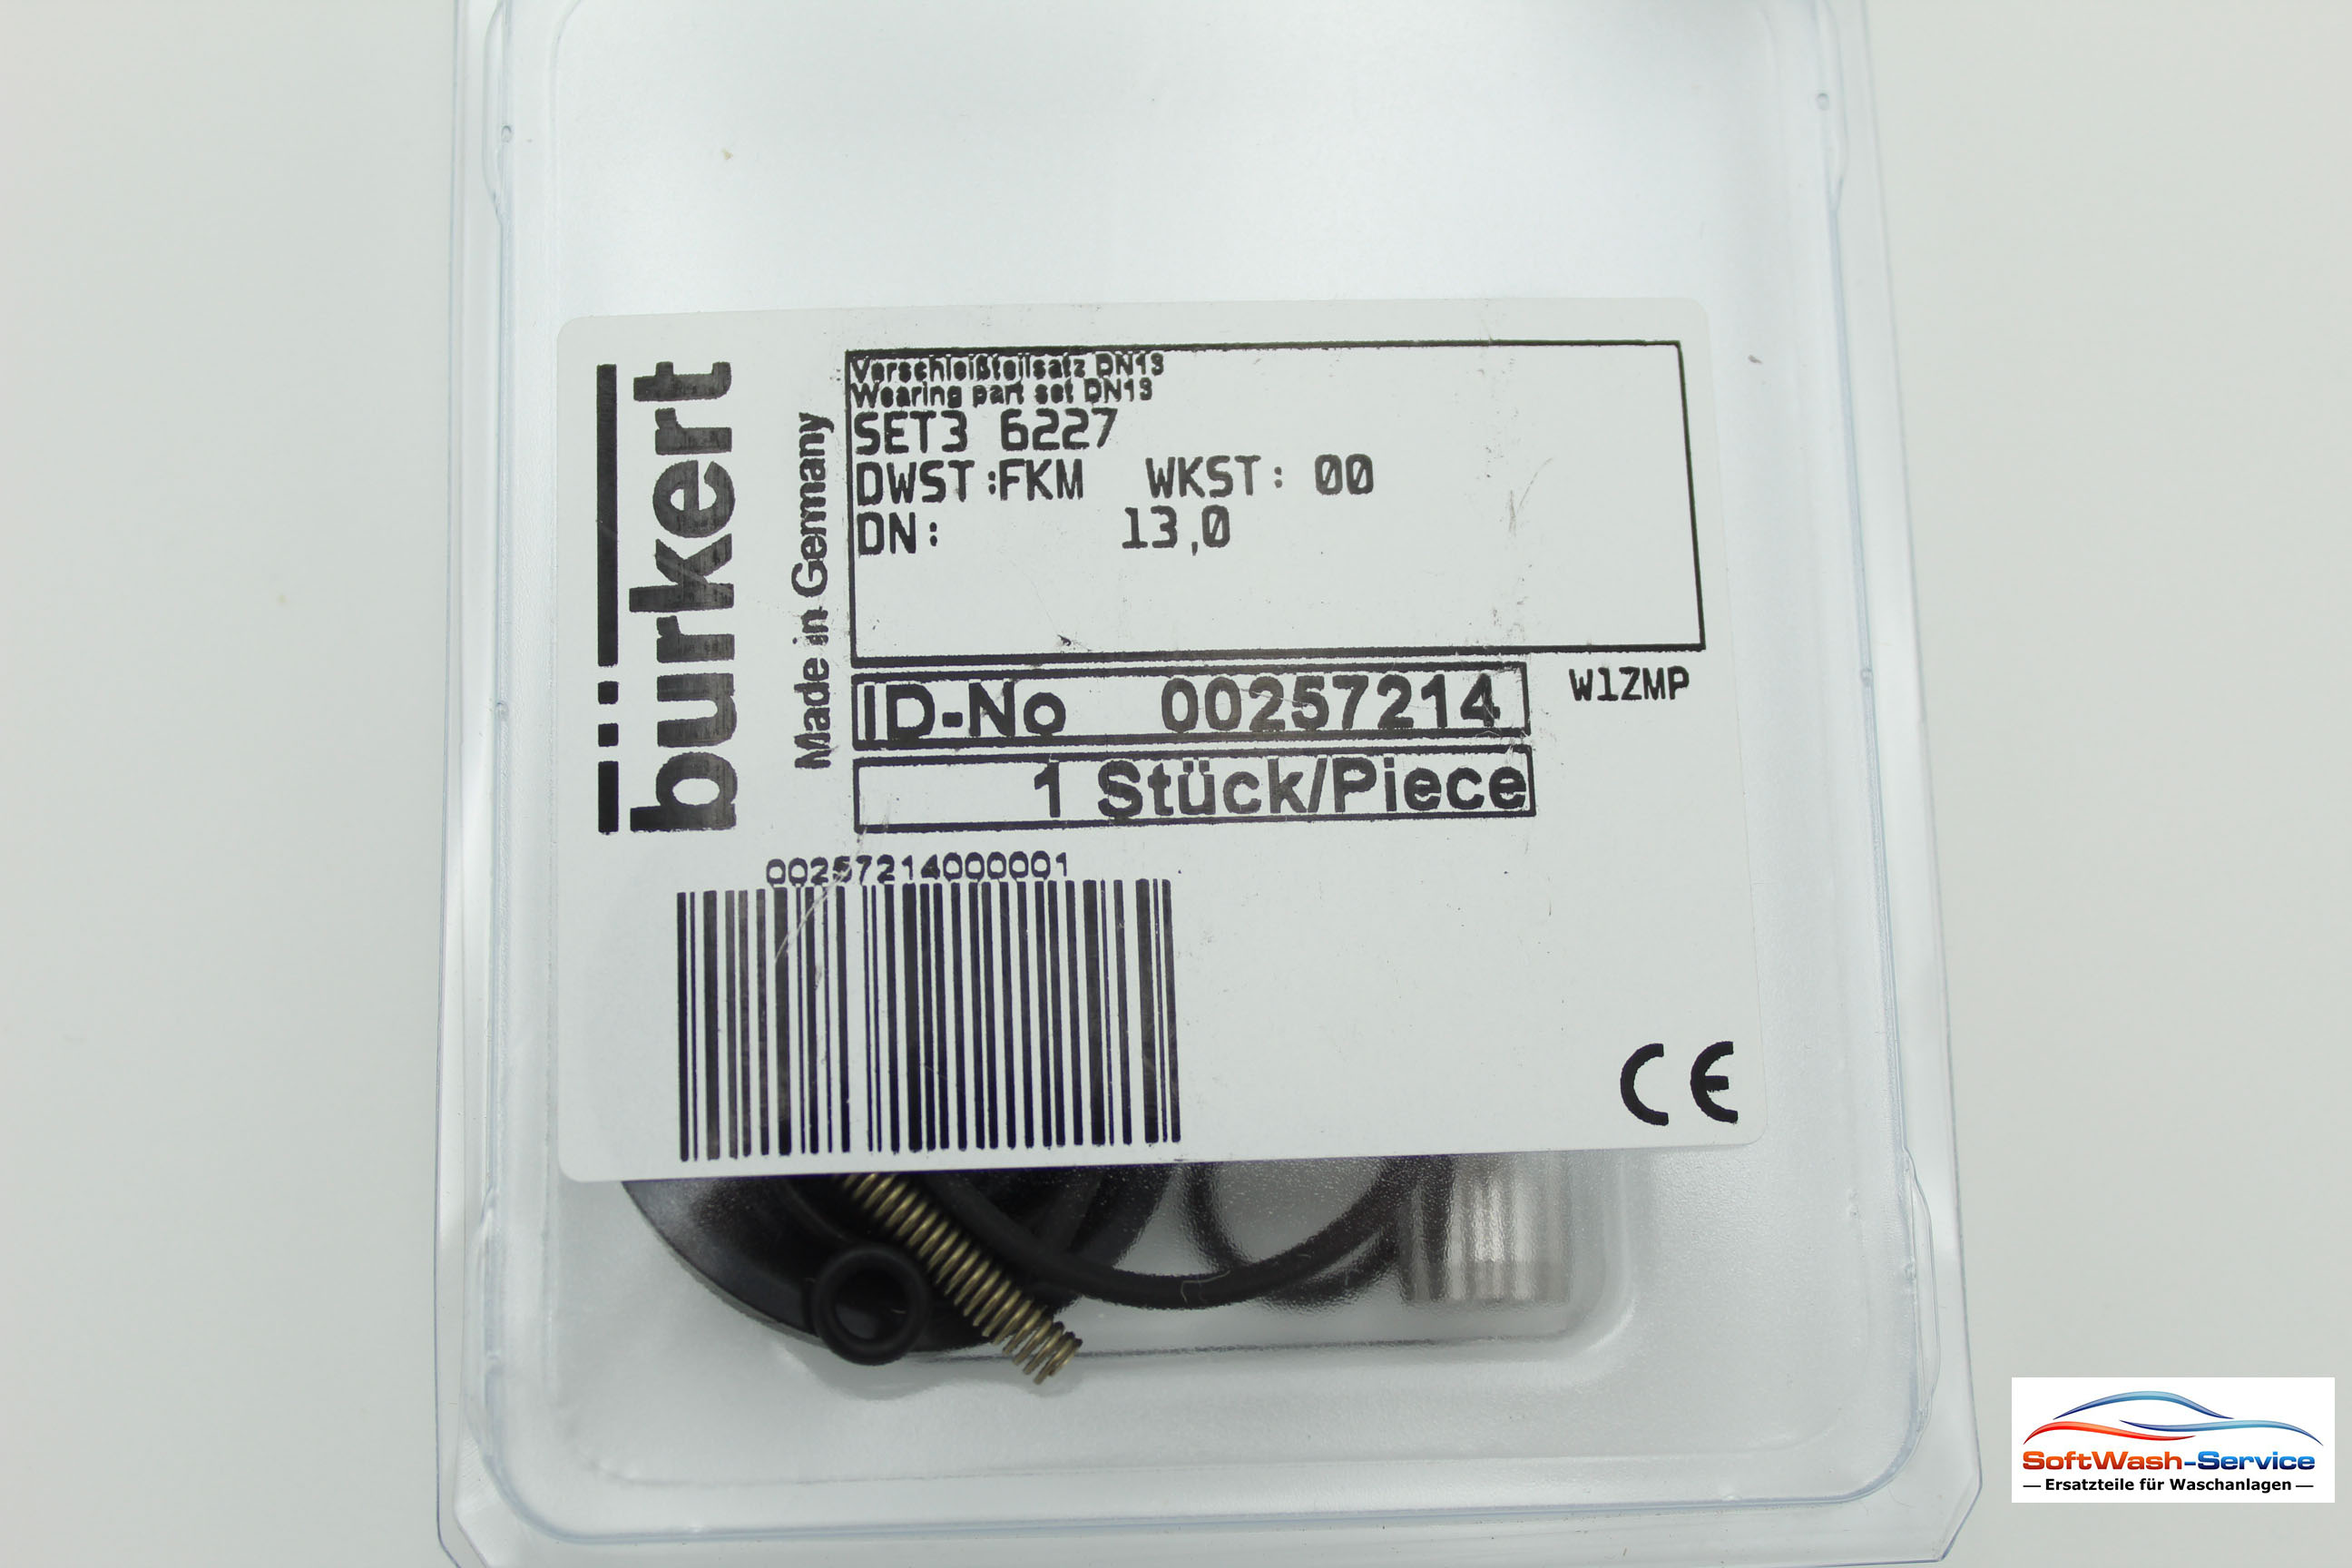 bürkert
Made in Germany
Verschleißteilsatz DN13
Wearing part set DN13
SET3 6227
DWST:FKM WKST: 00
DN: 13,0
ID-No 00257214
W1ZMP
1 Stück/Piece
00257214000001
CE
SoftWash-Service
— Ersatzteile für Waschanlagen —